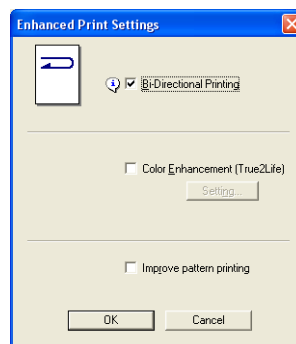 Enhanced Print Settings
Bi-Directional Printing
Color Enhancement (True2Life)
Setting...
Improve pattern printing
OK Cancel